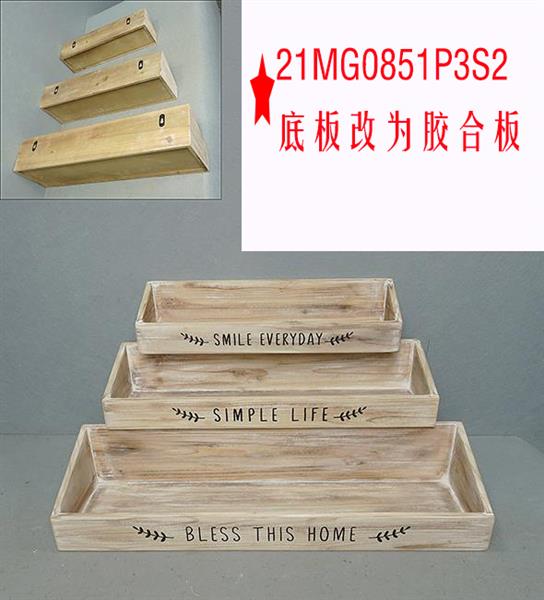 21MG0851P3S2
底板改为胶合板
SMILE EVERYDAY
SIMPLE LIFE
BLESS THIS HOME